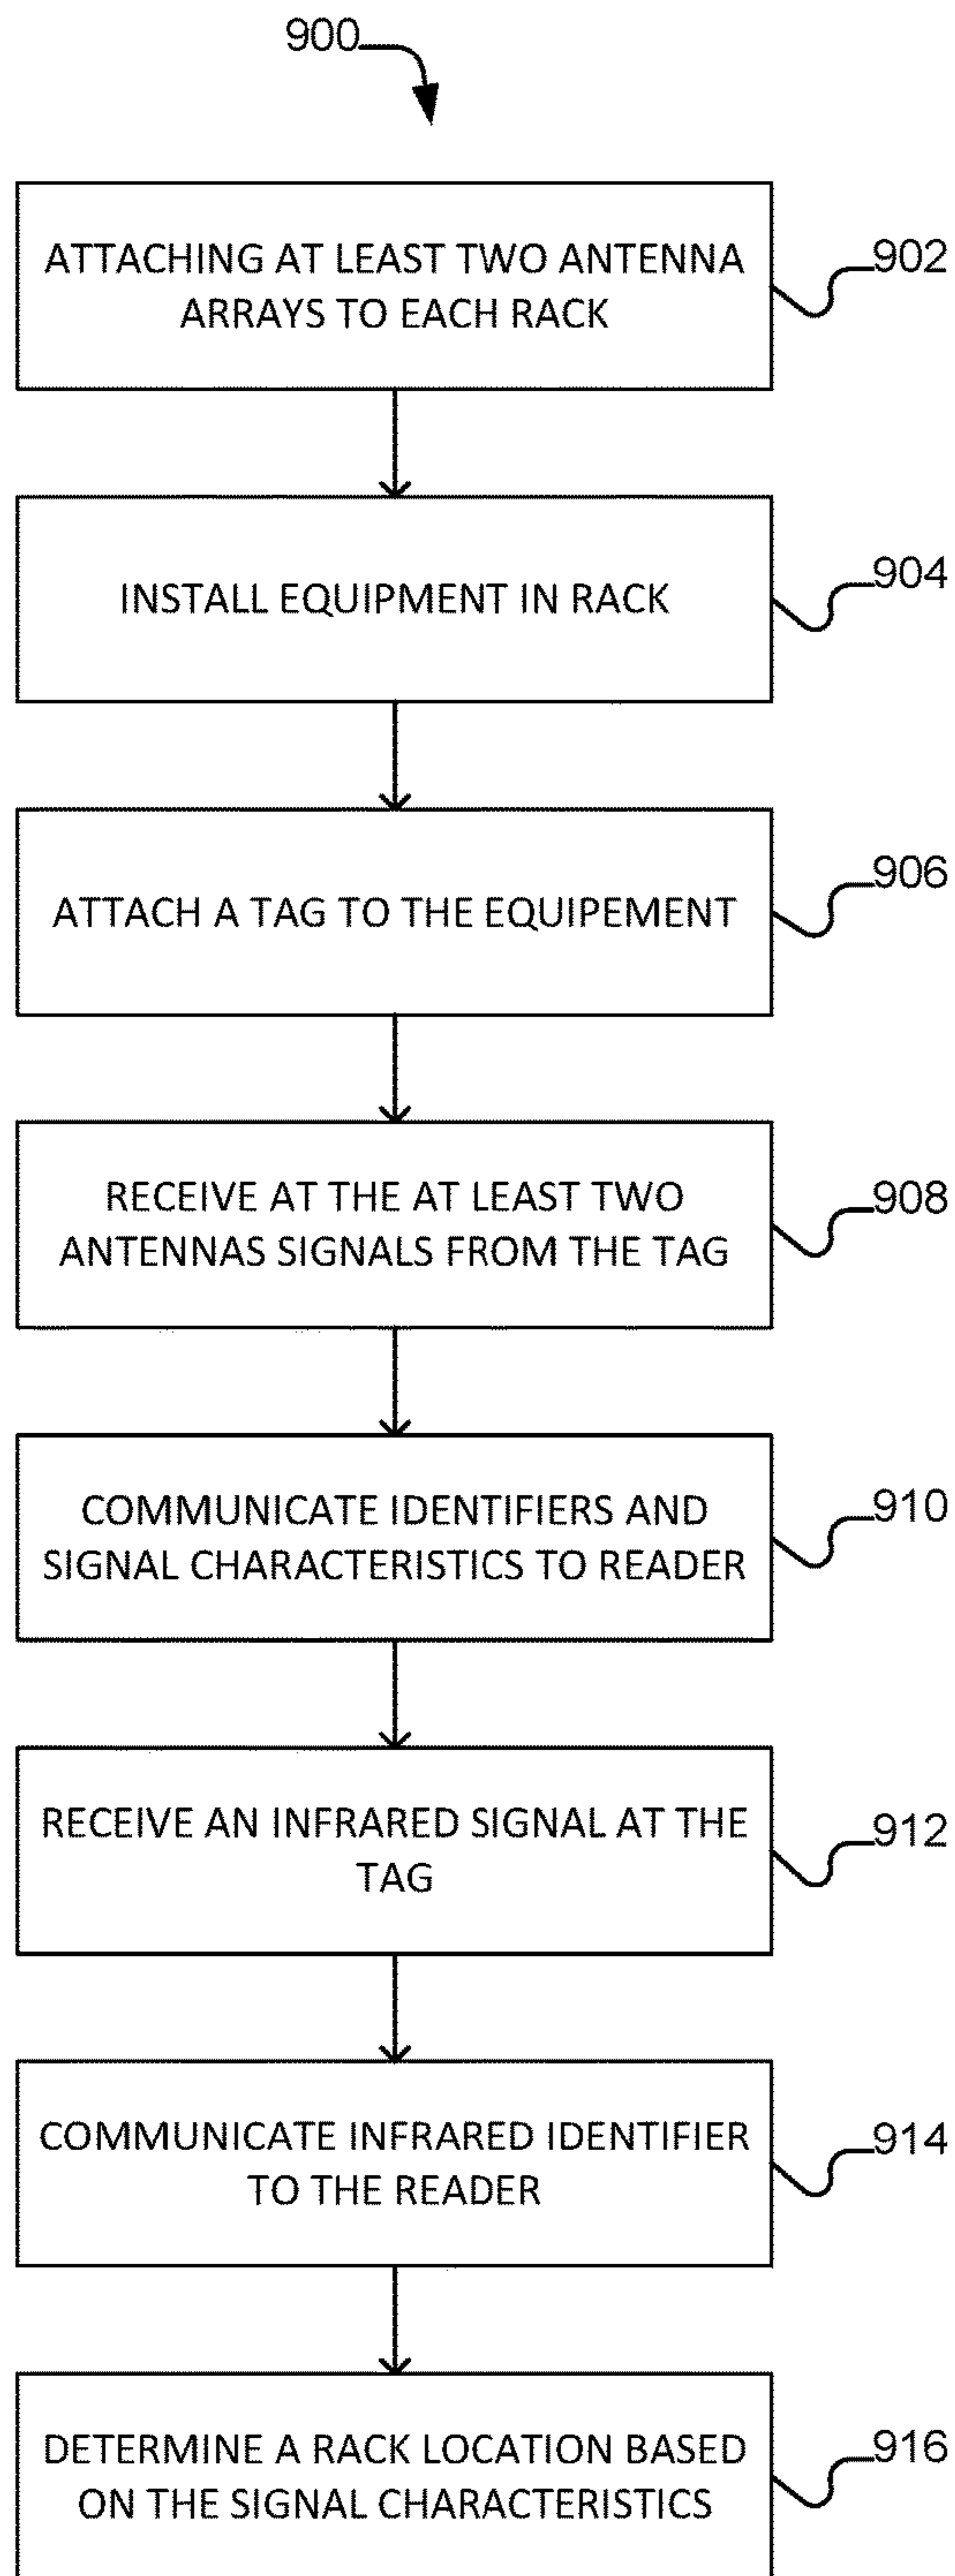 900
ATTACHING AT LEAST TWO ANTENNA
ARRAYS TO EACH RACK
902
INSTALL EQUIPMENT IN RACK
904
ATTACH A TAG TO THE EQUIPEMENT
906
RECEIVE AT THE AT LEAST TWO
ANTENNAS SIGNALS FROM THE TAG
908
COMMUNICATE IDENTIFIERS AND
SIGNAL CHARACTERISTICS TO READER
910
RECEIVE AN INFRARED SIGNAL AT THE
TAG
912
COMMUNICATE INFRARED IDENTIFIER
TO THE READER
914
DETERMINE A RACK LOCATION BASED
ON THE SIGNAL CHARACTERISTICS
916